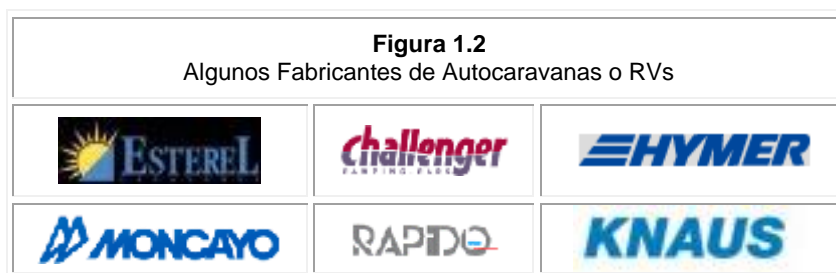 Figura 1.2
Algunos Fabricantes de Autocaravanas o RVs
ESTEREL
challenger
HYMER
MONCAYO
RAPIDO
KNAUS